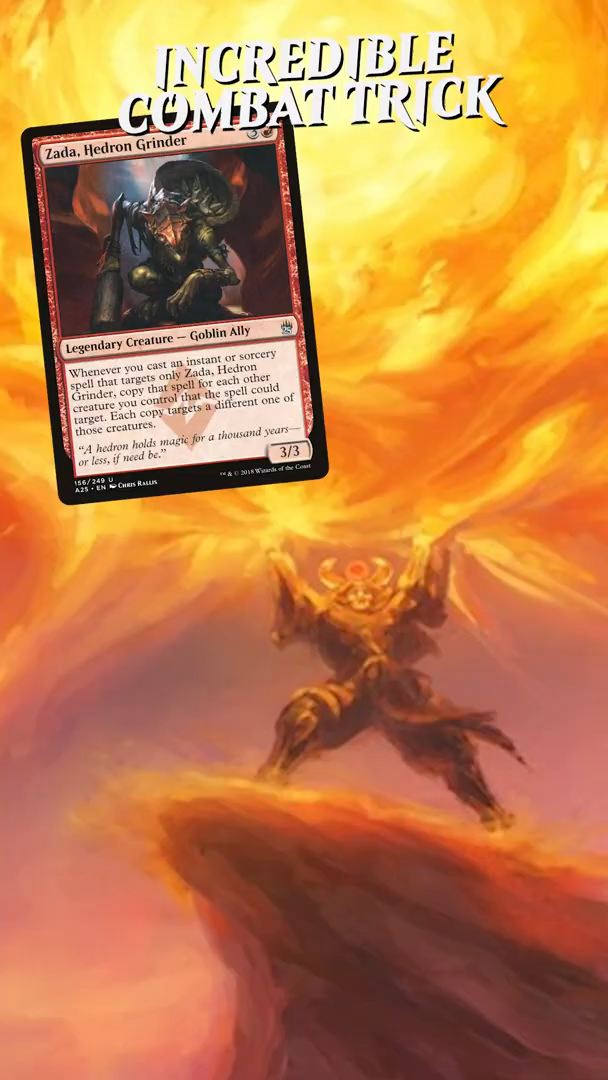 INCREDIBLE
COMBAT TRICK
Zada, Hedron Grinder
3
Legendary Creature — Goblin Ally
Whenever you cast an instant or sorcery
spell that targets only Zada, Hedron
Grinder, copy that spell for each other
creature you control that the spell could
target. Each copy targets a different one of
those creatures.
“A hedron holds magic for a thousand years—
or less, if need be.”
3/3
156/249 U
A25 • EN CHRIS RALLIS
™ & © 2018 Wizards of the Coast